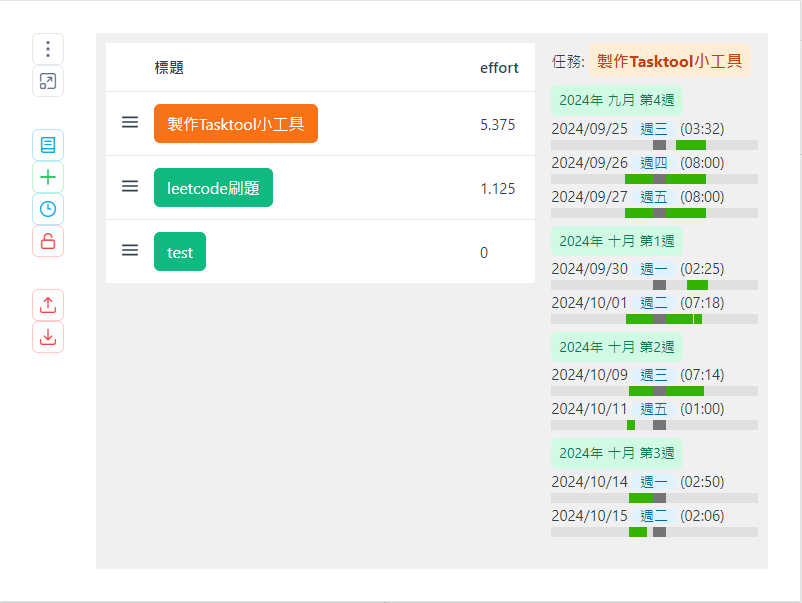 標題 effort
製作Tasktool小工具 5.375
leetcode刷題 1.125
test 0
任務: 製作Tasktool小工具
2024年 九月 第4週
2024/09/25 週三 (03:32)
2024/09/26 週四 (08:00)
2024/09/27 週五 (08:00)
2024年 十月 第1週
2024/09/30 週一 (02:25)
2024/10/01 週二 (07:18)
2024年 十月 第2週
2024/10/09 週三 (07:14)
2024/10/11 週五 (01:00)
2024年 十月 第3週
2024/10/14 週一 (02:50)
2024/10/15 週二 (02:06)